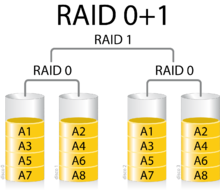 RAID 0+1
RAID 1
RAID 0 RAID 0
A1 A2 A1 A2
A3 A4 A3 A4
A5 A6 A5 A6
A7 A8 A7 A8